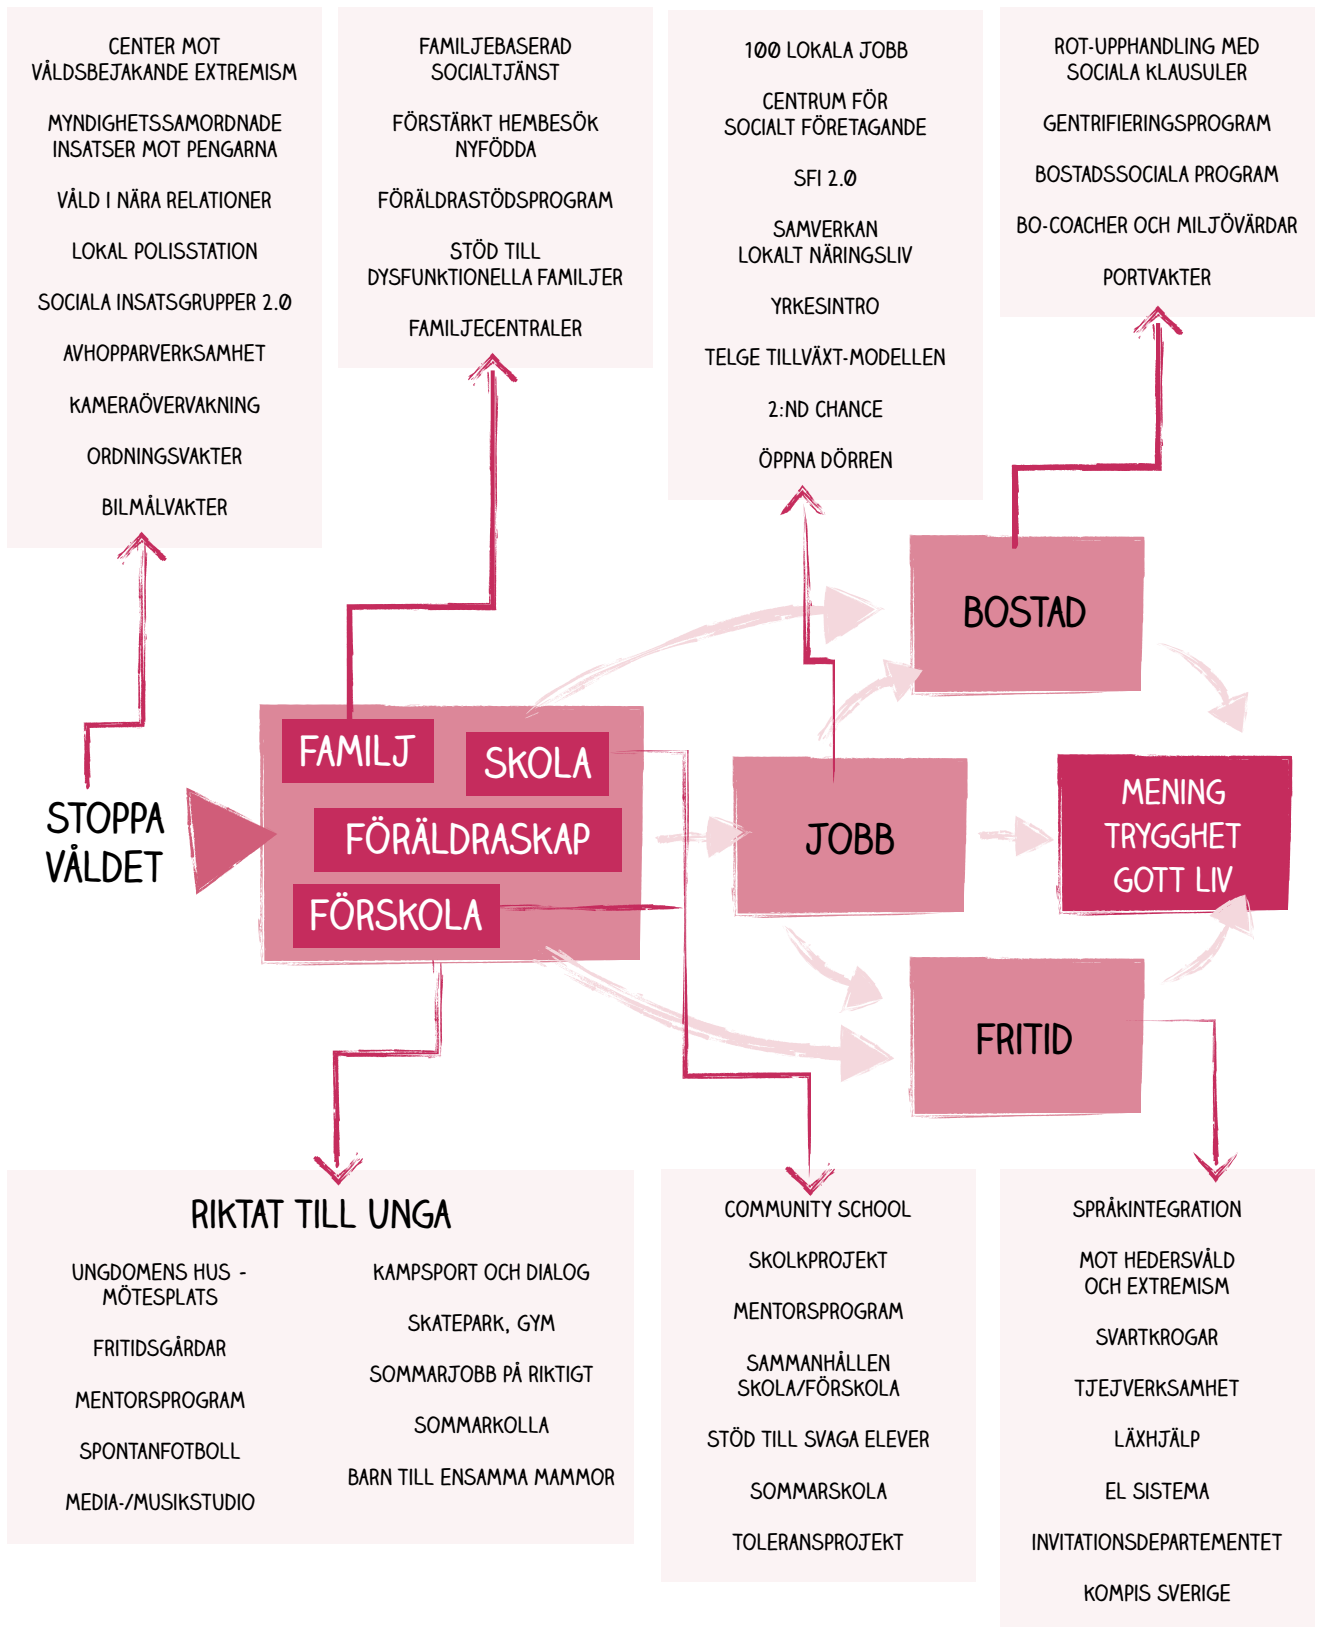 CENTER MOT
VÅLDSBEJAKANDE EXTREMISM
MYNDIGHETSSAMORDNADE
INSATSER MOT PENGARNA
VÅLD I NÄRA RELATIONER
LOKAL POLISSTATION
SOCIALA INSATSGRUPPER 2.0
AVHOPPARVERKSAMHET
KAMERAÖVERVAKNING
ORDNINGSVAKTER
BILMÅLVAKTER
FAMILJEBASERAD
SOCIALTJÄNST
FÖRSTÄRKT HEMBESÖK
NYFÖDDA
FÖRÄLDRASTÖDSPROGRAM
STÖD TILL
DYSFUNKTIONELLA FAMILJER
FAMILJECENTRALER
100 LOKALA JOBB
CENTRUM FÖR
SOCIALT FÖRETAGANDE
SFI 2.0
SAMVERKAN
LOKALT NÄRINGSLIV
YRKESINTRO
TELGE TILLVÄXT-MODELLEN
2:ND CHANCE
ÖPPNA DÖRREN
ROT-UPPHANDLING MED
SOCIALA KLAUSULER
GENTRIFIERINGSPROGRAM
BOSTADSSOCIALA PROGRAM
BO-COACHER OCH MILJÖVÄRDAR
PORTVAKTER
STOPPA
VÅLDET
FAMILJ
SKOLA
FÖRÄLDRASKAP
FÖRSKOLA
BOSTAD
JOBB
FRITID
MENING
TRYGGHET
GOTT LIV
RIKTAT TILL UNGA
UNGDOMENS HUS -
MÖTESPLATS
FRITIDSGÅRDAR
MENTORSPROGRAM
SPONTANFOTBOLL
MEDIA-/MUSIKSTUDIO
KAMPSPORT OCH DIALOG
SKATEPARK, GYM
SOMMARJOBB PÅ RIKTIGT
SOMMARKOLLA
BARN TILL ENSAMMA MAMMOR
COMMUNITY SCHOOL
SKOLKPROJEKT
MENTORSPROGRAM
SAMMANHÅLLEN
SKOLA/FÖRSKOLA
STÖD TILL SVAGA ELEVER
SOMMARSKOLA
TOLERANSPROJEKT
SPRÅKINTEGRATION
MOT HEDERSVÅLD
OCH EXTREMISM
SVARTKROGAR
TJEJVERKSAMHET
LÄXHJÄLP
EL SISTEMA
INVITATIONSDEPARTEMENTET
KOMPIS SVERIGE